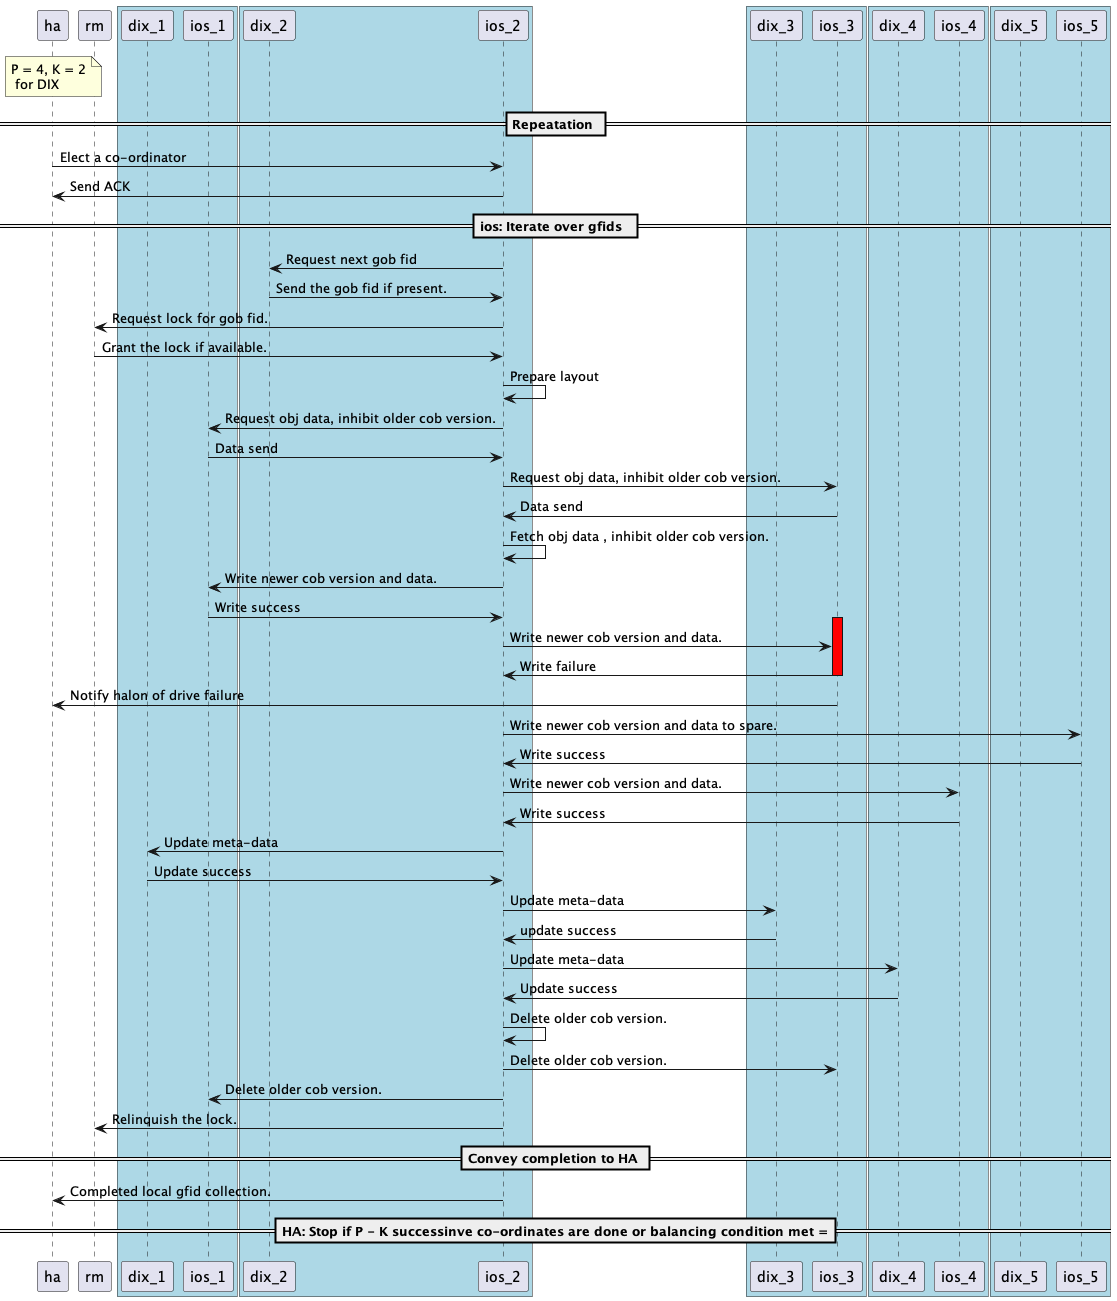 ha rm dix_1 ios_1 dix_2 ios_2 dix_3 ios_3 dix_4 ios_4 dix_5 ios_5
P = 4, K = 2
for DIX
Repeatation
Elect a co-ordinator
Send ACK
ios: Iterate over gfids
Request next gob fid
Send the gob fid if present.
Request lock for gob fid.
Grant the lock if available.
Prepare layout
Request obj data, inhibit older cob version.
Data send
Request obj data, inhibit older cob version.
Data send
Fetch obj data , inhibit older cob version.
Write newer cob version and data.
Write success
Write newer cob version and data.
Write failure
Notify halon of drive failure
Write newer cob version and data to spare.
Write success
Write newer cob version and data.
Write success
Update meta-data
Update success
Update meta-data
update success
Update meta-data
Update success
Delete older cob version.
Delete older cob version.
Delete older cob version.
Relinquish the lock.
Convey completion to HA
Completed local gfid collection.
HA: Stop if P - K successinve co-ordinates are done or balancing condition met =
ha rm dix_1 ios_1 dix_2 ios_2 dix_3 ios_3 dix_4 ios_4 dix_5 ios_5